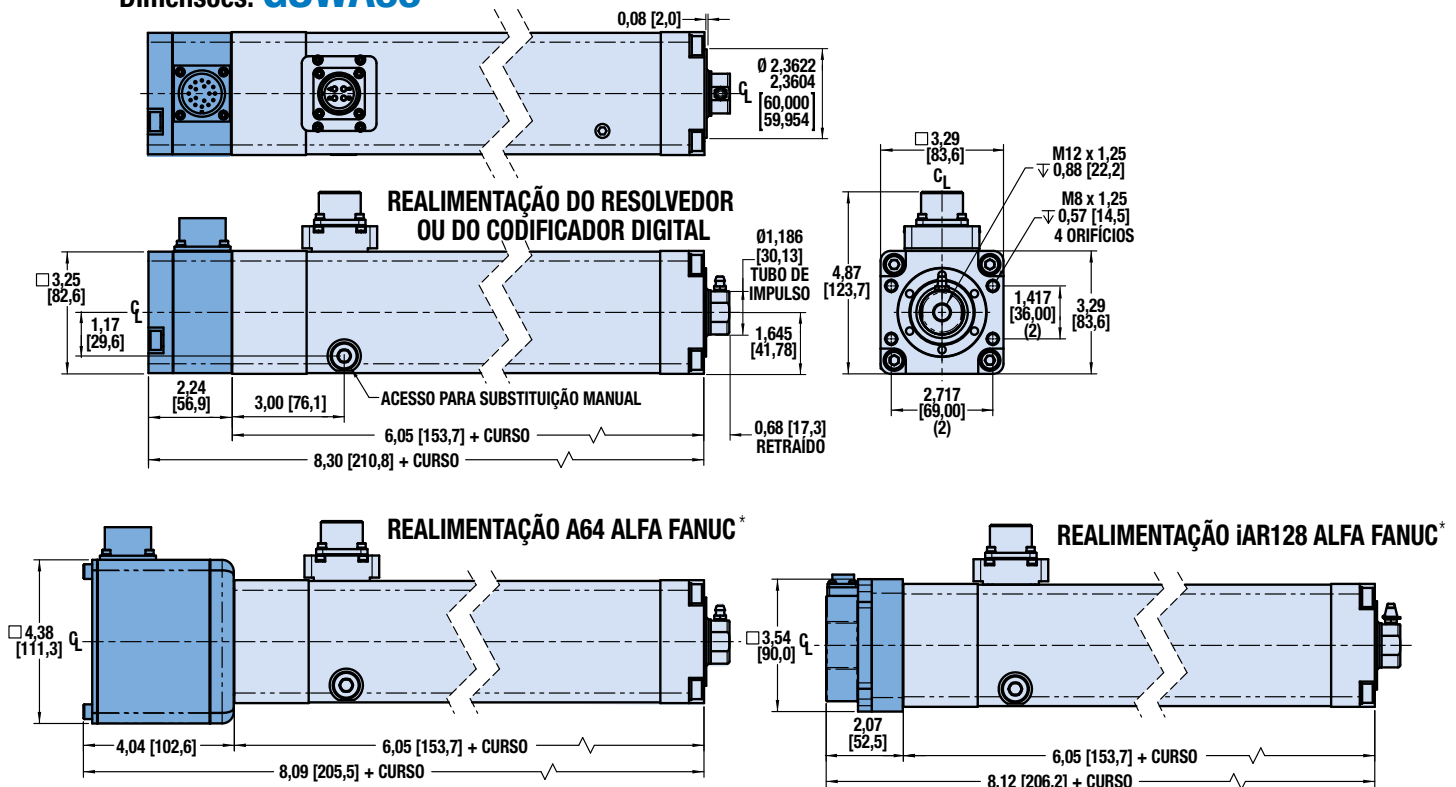 0,08 [2,0]
Ø 2,3622
2,3604
[60,000
59,954]
CL
REALIMENTAÇÃO DO RESOLVEDOR
OU DO CODIFICADOR DIGITAL
□ 3,25
[82,6]
CL
1,17
[29,6]
Ø1,186
[30,13]
TUBO DE
IMPULSO
1,645
[41,78]
2,24
[56,9]
3,00 [76,1]
ACESSO PARA SUBSTITUIÇÃO MANUAL
6,05 [153,7] + CURSO
8,30 [210,8] + CURSO
0,68 [17,3]
RETRAÍDO
□ 3,29
[83,6]
CL
M12 x 1,25
↧ 0,88 [22,2]
M8 x 1,25
↧ 0,57 [14,5]
4 ORIFÍCIOS
4,87
[123,7]
1,417
[36,00]
(2)
3,29
[83,6]
2,717
[69,00]
(2)
REALIMENTAÇÃO A64 ALFA FANUC*
□ 4,38
[111,3]
CL
4,04 [102,6]
6,05 [153,7] + CURSO
8,09 [205,5] + CURSO
REALIMENTAÇÃO iAR128 ALFA FANUC*
□ 3,54
[90,0]
CL
2,07
[52,5]
6,05 [153,7] + CURSO
8,12 [206,2] + CURSO